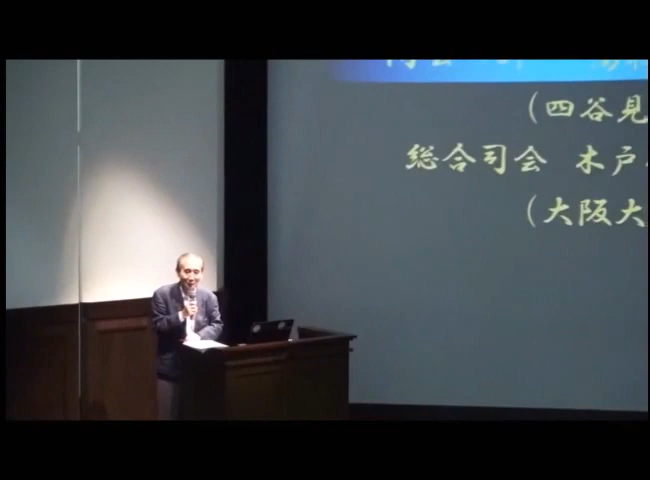 （四谷見
総合司会 木戸
（大阪大